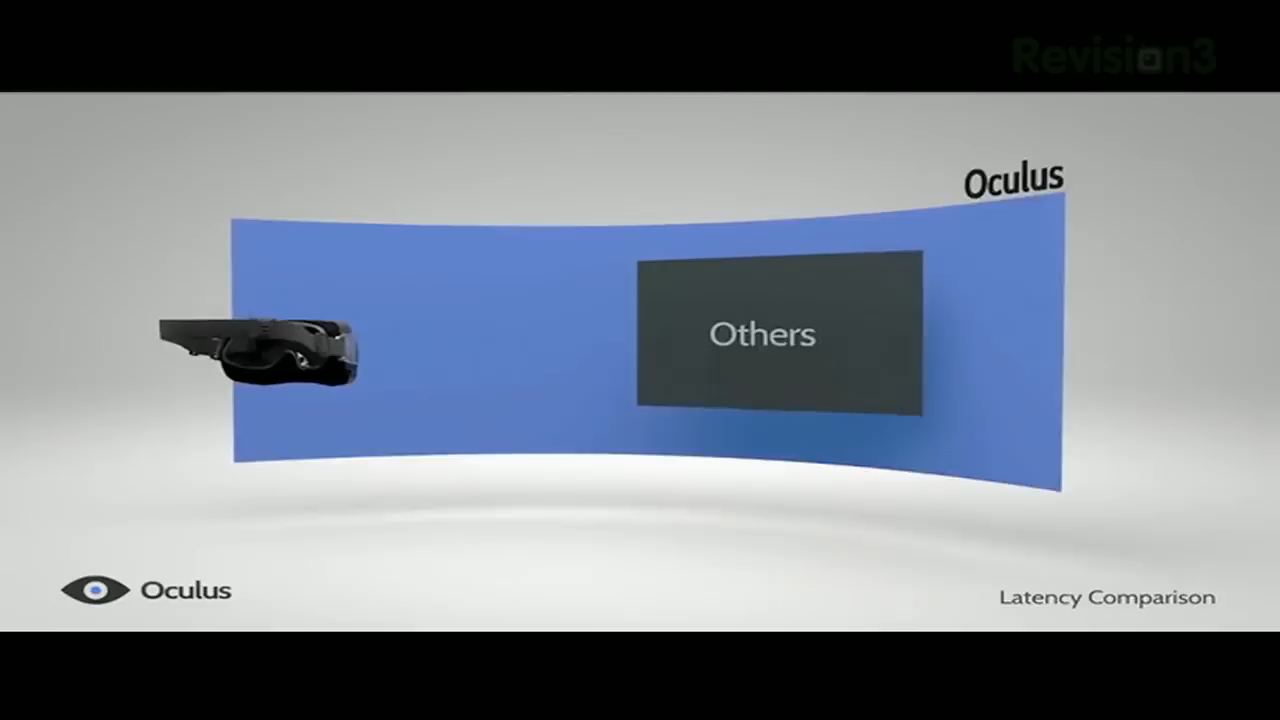 Revision3
Oculus
Others
Oculus
Latency Comparison